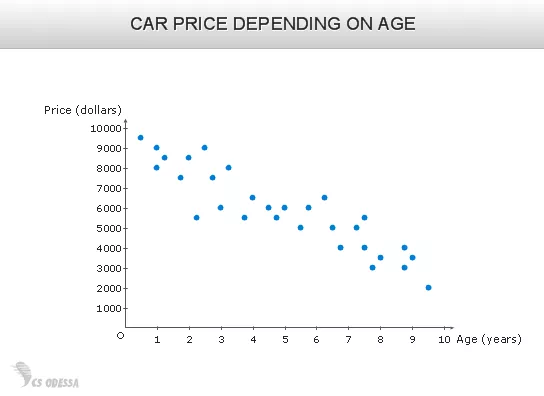 CAR PRICE DEPENDING ON AGE
Price (dollars)
10000
9000
8000
7000
6000
5000
4000
3000
2000
1000
O
1 2 3 4 5 6 7 8 9 10 Age (years)
CS ODESSA